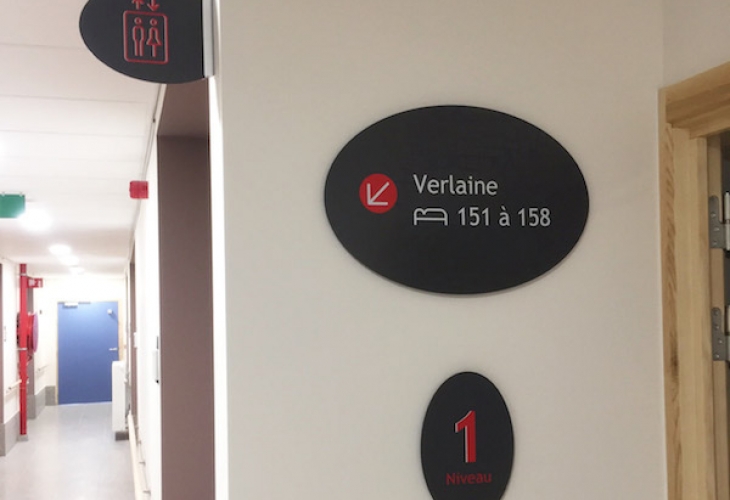 Verlaine
151 à 158
1
Niveau